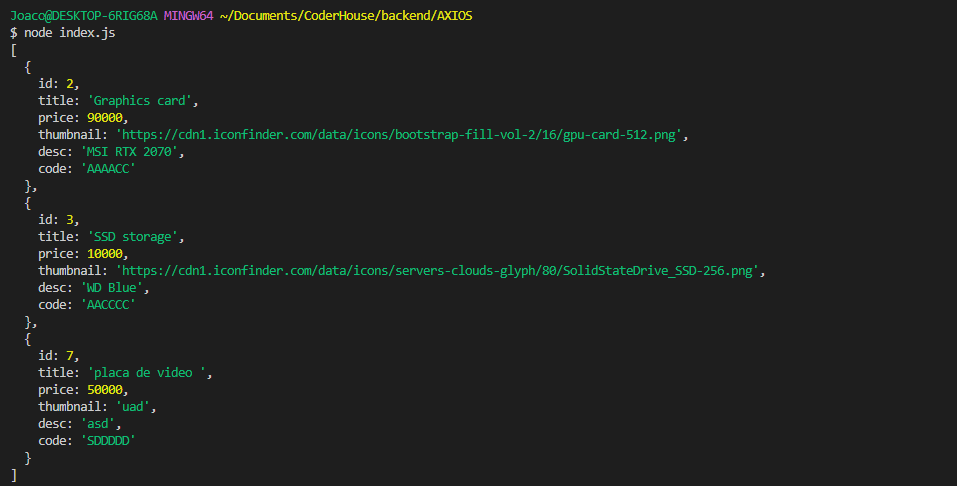 Joaco@DESKTOP-6RIG68A MINGW64 ~/Documents/CoderHouse/backend/AXIOS
$ node index.js
[
  {
    id: 2,
    title: 'Graphics card',
    price: 90000,
    thumbnail: 'https://cdn1.iconfinder.com/data/icons/bootstrap-fill-vol-2/16/gpu-card-512.png',
    desc: 'MSI RTX 2070',
    code: 'AAAACC'
  },
  {
    id: 3,
    title: 'SSD storage',
    price: 10000,
    thumbnail: 'https://cdn1.iconfinder.com/data/icons/servers-clouds-glyph/80/SolidStateDrive_SSD-256.png',
    desc: 'WD Blue',
    code: 'AACCCC'
  },
  {
    id: 7,
    title: 'placa de video ',
    price: 50000,
    thumbnail: 'uad',
    desc: 'asd',
    code: 'SDDDDD'
  }
]